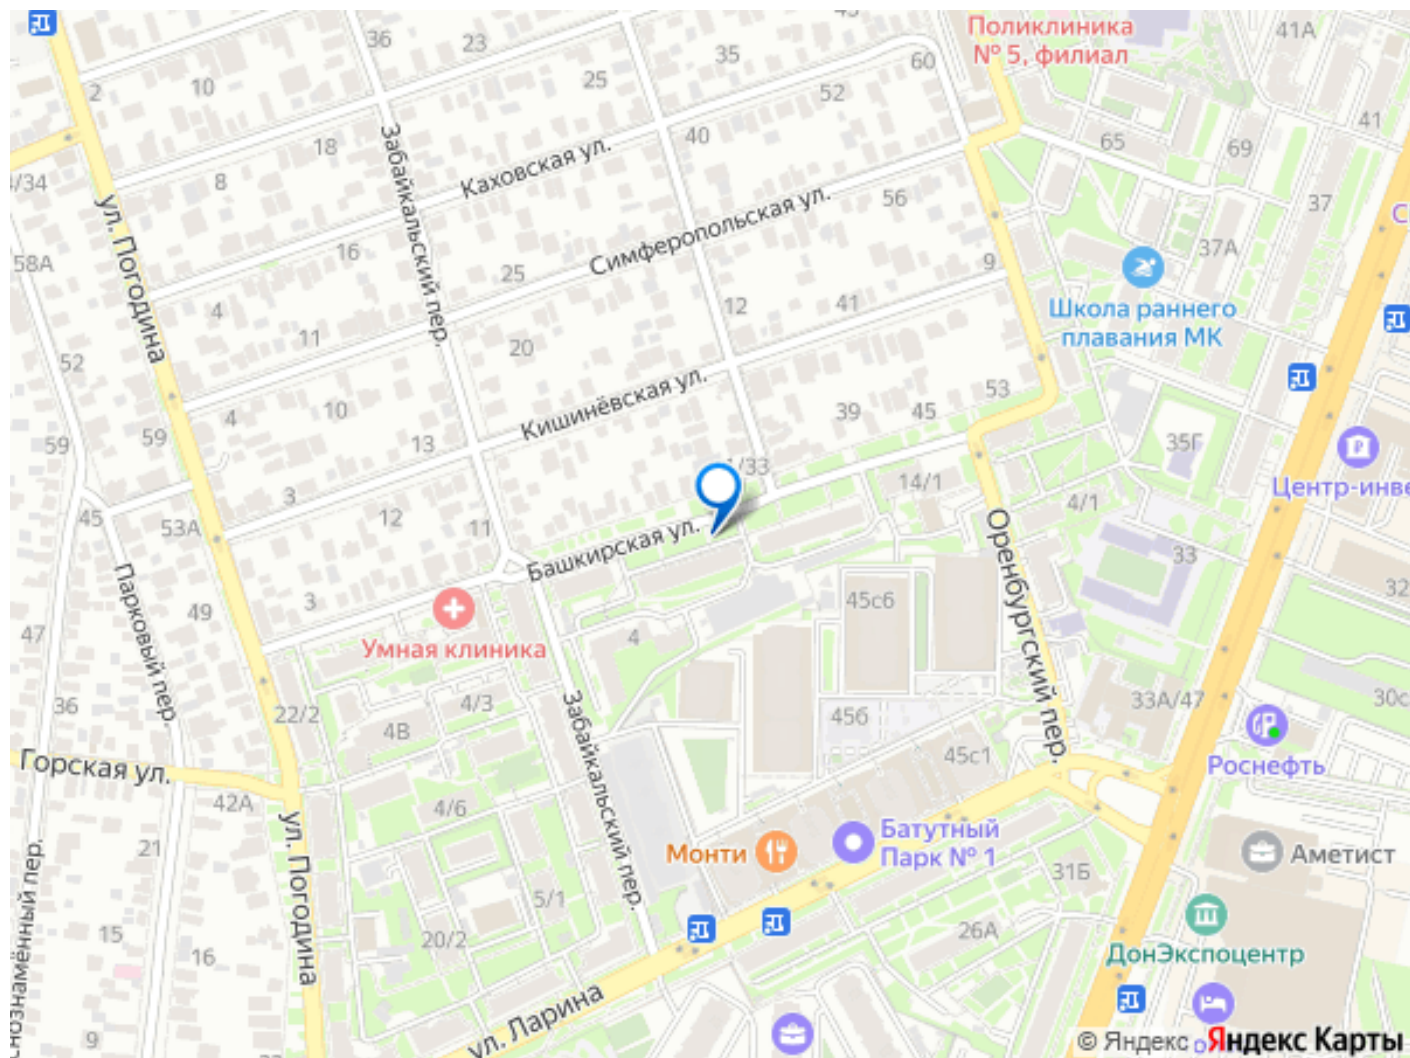 36
23
Поликлиника
№ 5, филиал
41А
35
60
10
25
52
2
41
40
65
69
18
Забайкальский пер.
Каховская ул.
8
37
56
ул. Погодина
Симферопольская ул.
16
37А
58А
25
9
Школа раннего
плавания МК
4
12
41
11
20
52
Кишинёвская ул.
53
10
39
45
4
59
59
13
35Г
1/33
Центр-инве
14/1
3
4/1
45
12
53А
11
Башкирская ул.
Оренбургский пер.
33
Парковый пер.
32
49
3
45с6
47
Умная клиника
4
36
4/3
22/2
4В
Забайкальский пер.
45б
33А/47
30с
Горская ул.
45с1
Роснефть
42А
4/6
ул. Погодина
Батутный
Парк № 1
21
Монти
Аметист
31Б
5/1
15
20/2
16
26А
ДонЭкспоцентр
ул. Ларина
9
22
© Яндекс
Яндекс Карты